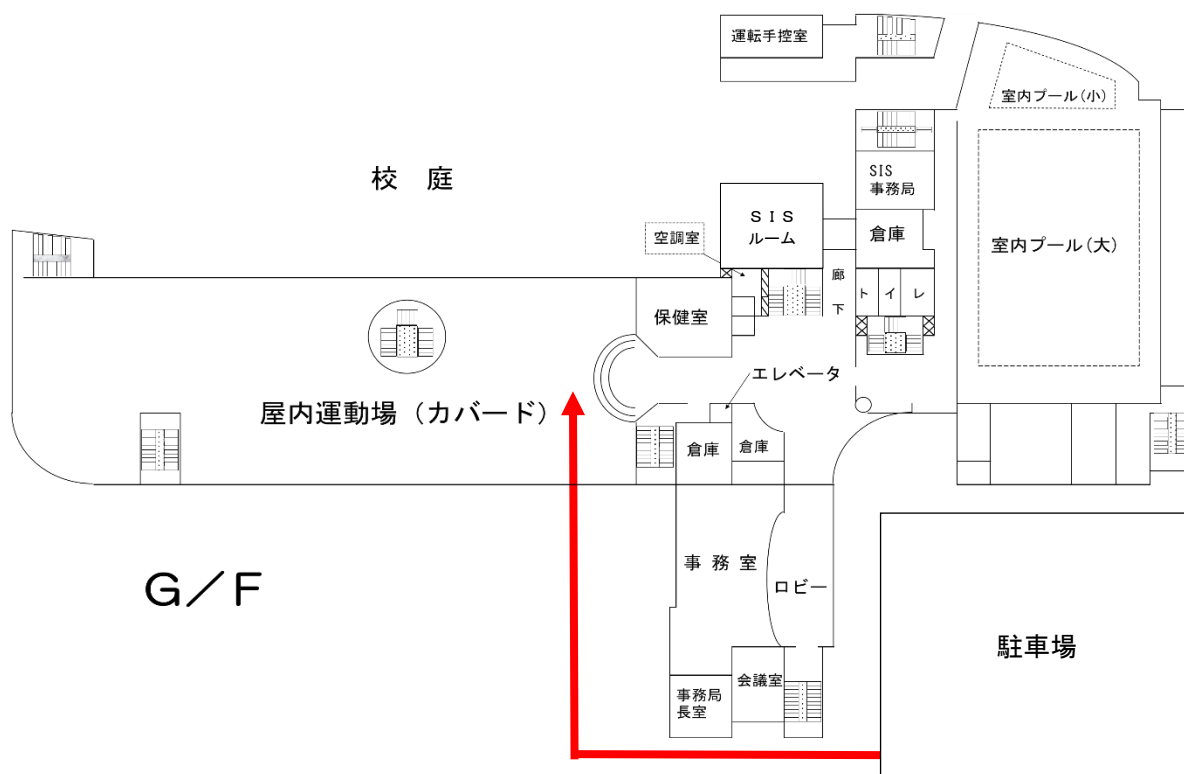 運転手控室
室内プール(小)
校 庭
SIS
事務局
SIS
ルーム
空調室
倉庫
室内プール(大)
廊
下
ト イ レ
保健室
エレベータ
屋内運動場（カバード）
倉庫
倉庫
事 務 室
G／F
ロビー
駐車場
会議室
事務局
長室